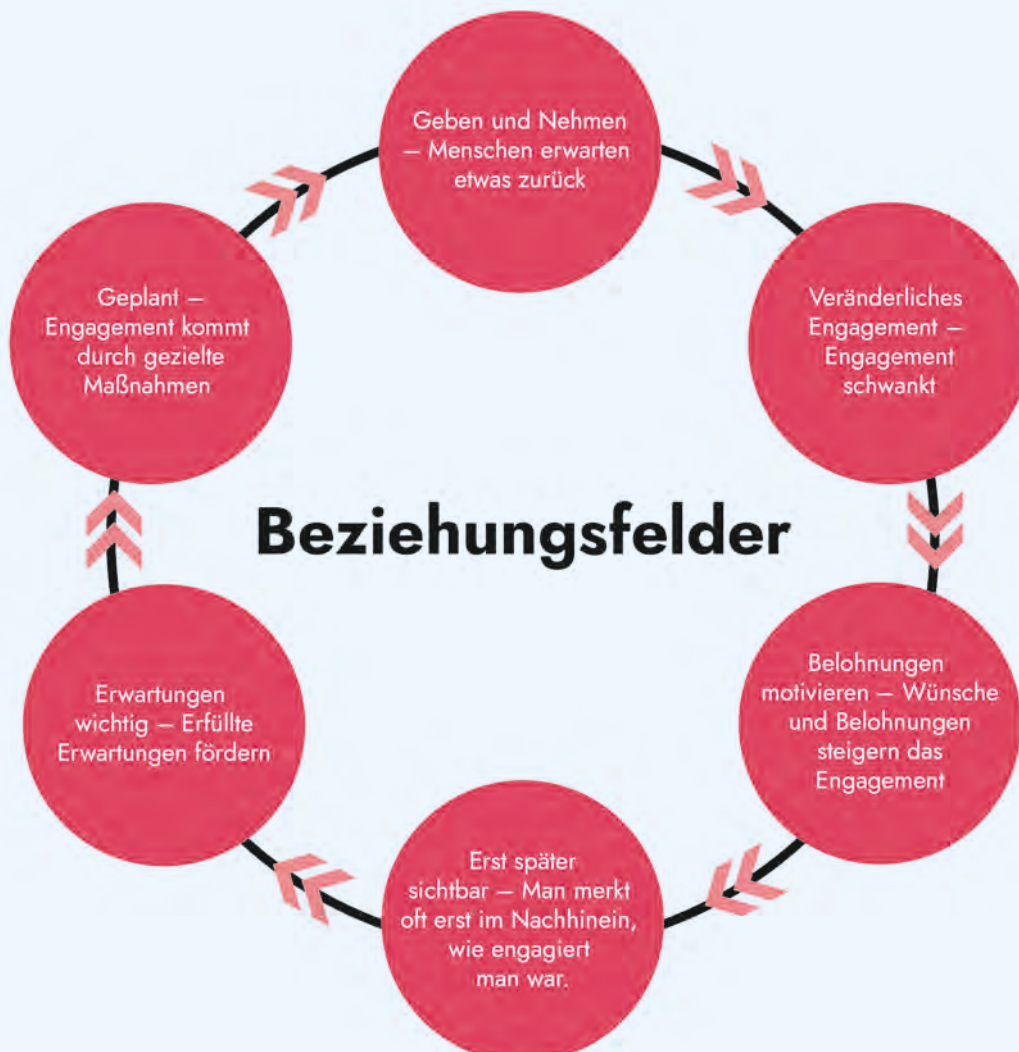 Geben und Nehmen
– Menschen erwarten
etwas zurück
Veränderliches
Engagement –
Engagement
schwankt
Belohnungen
motivieren – Wünsche
und Belohnungen
steigern das
Engagement
Erst später
sichtbar – Man merkt
oft erst im Nachhinein,
wie engagiert
man war.
Erwartungen
wichtig – Erfüllte
Erwartungen fördern
Geplant –
Engagement kommt
durch gezielte
Maßnahmen
Beziehungsfelder